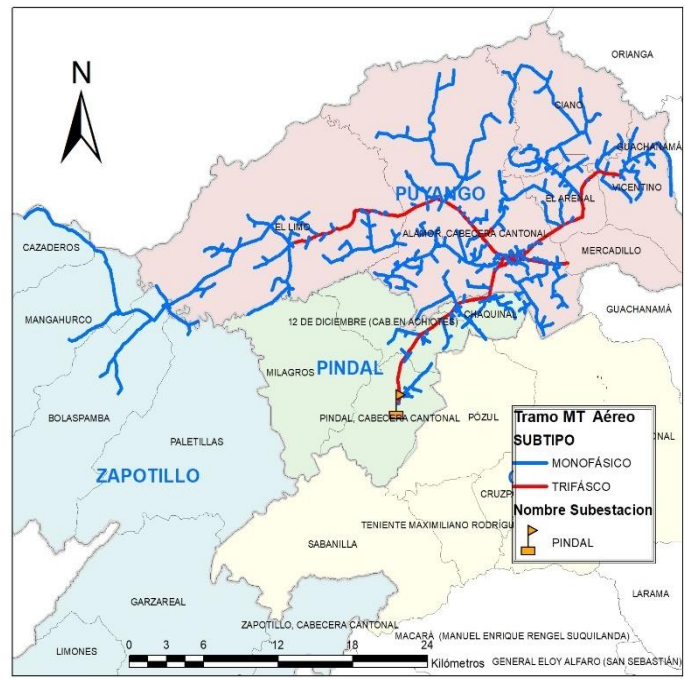 ORIANGA
N
CIANO
GUACHANAMÁ
VICENTINO
PUYANGO
EL ARENAL
EL LIMO
ALAMOR, CABECERA CANTONAL
CAZADEROS
MERCADILLO
GUACHANAMÁ
MANGAHURCO
12 DE DICIEMBRE (CAB.EN ACHIOTES)
CHAQUINAL
PINDAL
MILAGROS
BOLASPAMBA
PINDAL, CABECERA CANTONAL
PÓZUL
Tramo MT Aéreo
SUBTIPO
MONOFÁSICO
TRIFÁSCO
Nombre Subestacion
PINDAL
PALETILLAS
ONAL
ZAPOTILLO
CRUZP
TENIENTE MAXIMILIANO RODRÍGU
SABANILLA
GARZAREAL
LARAMA
ZAPOTILLO, CABECERA CANTONAL
MACARÁ (MANUEL ENRIQUE RENGEL SUQUILANDA)
LIMONES
0 3 6 12 18 24
Kilómetros
GENERAL ELOY ALFARO (SAN SEBASTIÁN)